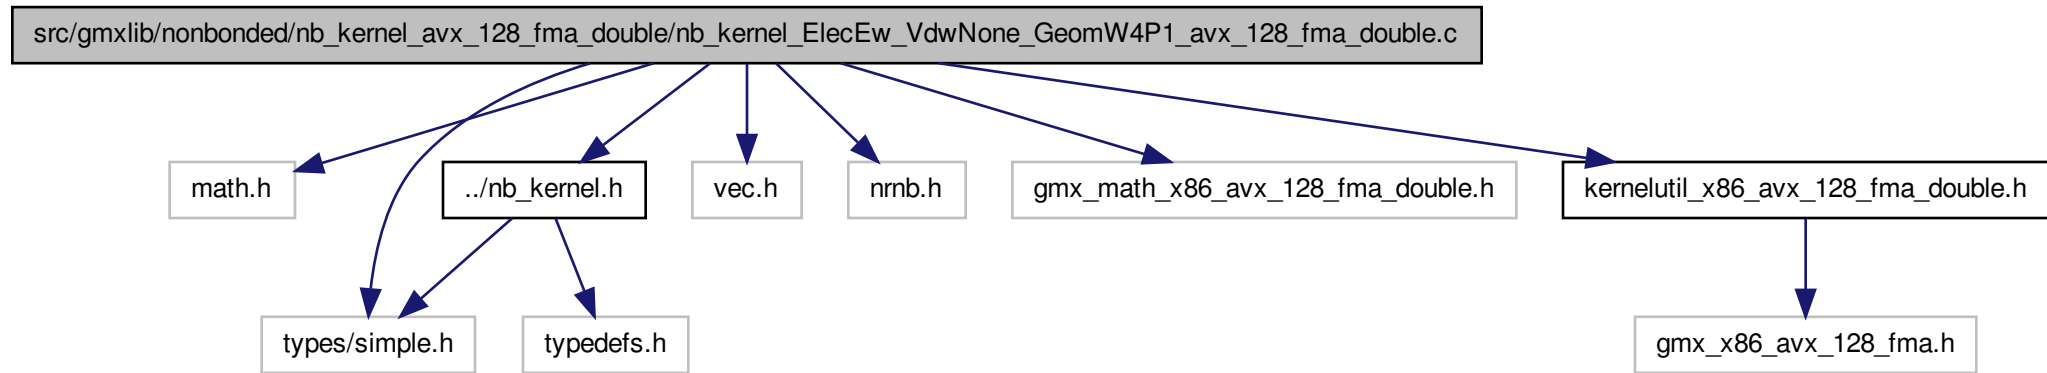 src/gmxlib/nonbonded/nb_kernel_avx_128_fma_double/nb_kernel_ElecEw_VdwNone_GeomW4P1_avx_128_fma_double.c
math.h
../nb_kernel.h
vec.h
nrnb.h
gmx_math_x86_avx_128_fma_double.h
kernelutil_x86_avx_128_fma_double.h
types/simple.h
typedefs.h
gmx_x86_avx_128_fma.h